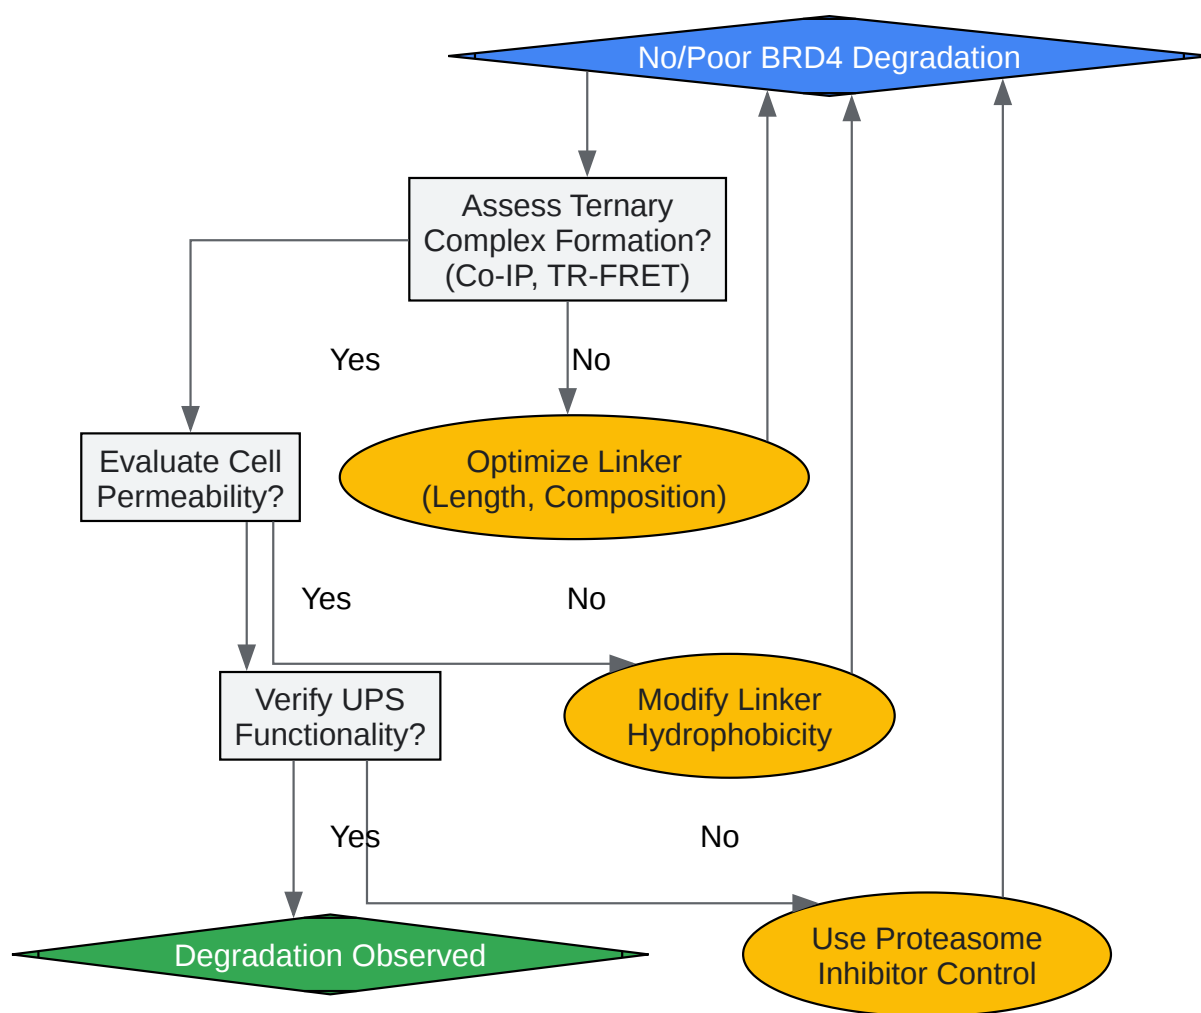 No/Poor BRD4 Degradation
Assess Ternary
Complex Formation?
(Co-IP, TR-FRET)
Yes
No
Evaluate Cell
Permeability?
Optimize Linker
(Length, Composition)
Yes
No
Verify UPS
Functionality?
Modify Linker
Hydrophobicity
Yes
No
Degradation Observed
Use Proteasome
Inhibitor Control